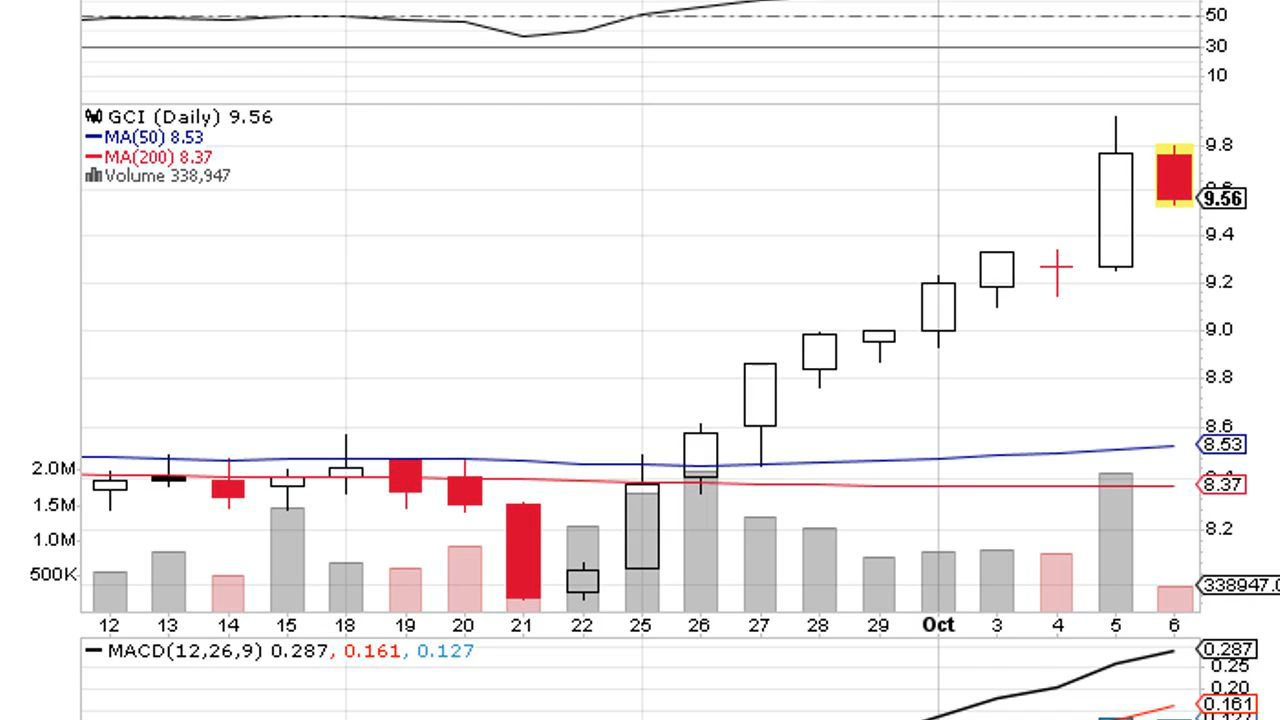 50
30
10
GCI (Daily) 9.56
MA(50) 8.53
MA(200) 8.37
Volume 338,947
9.8
9.56
9.4
9.2
9.0
8.8
8.6
8.53
2.0M
8.37
1.5M
8.2
1.0M
500K
338947.0
12 13 14 15 18 19 20 21 22 25 26 27 28 29 Oct 3 4 5 6
MACD(12,26,9) 0.287, 0.161, 0.127
0.287
0.25
0.20
0.161